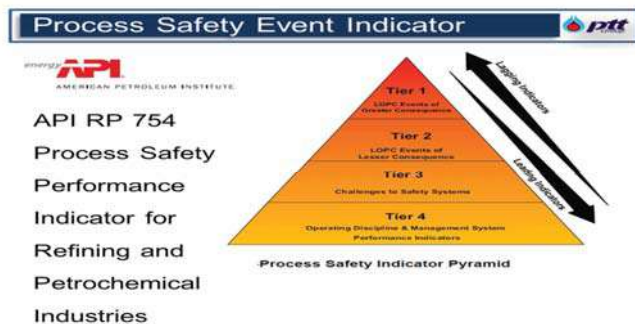 Process Safety Event Indicator
ptt
energy API
AMERICAN PETROLEUM INSTITUTE
API RP 754
Process Safety
Performance
Indicator for
Refining and
Petrochemical
Industries
Tier 1
LOPC Events of
Greater Consequence
Tier 2
LOPC Events of
Lesser Consequence
Tier 3
Challenges to Safety Systems
Tier 4
Operating Discipline & Management System
Performance Indicators
Lagging Indicators
Leading Indicators
Process Safety Indicator Pyramid